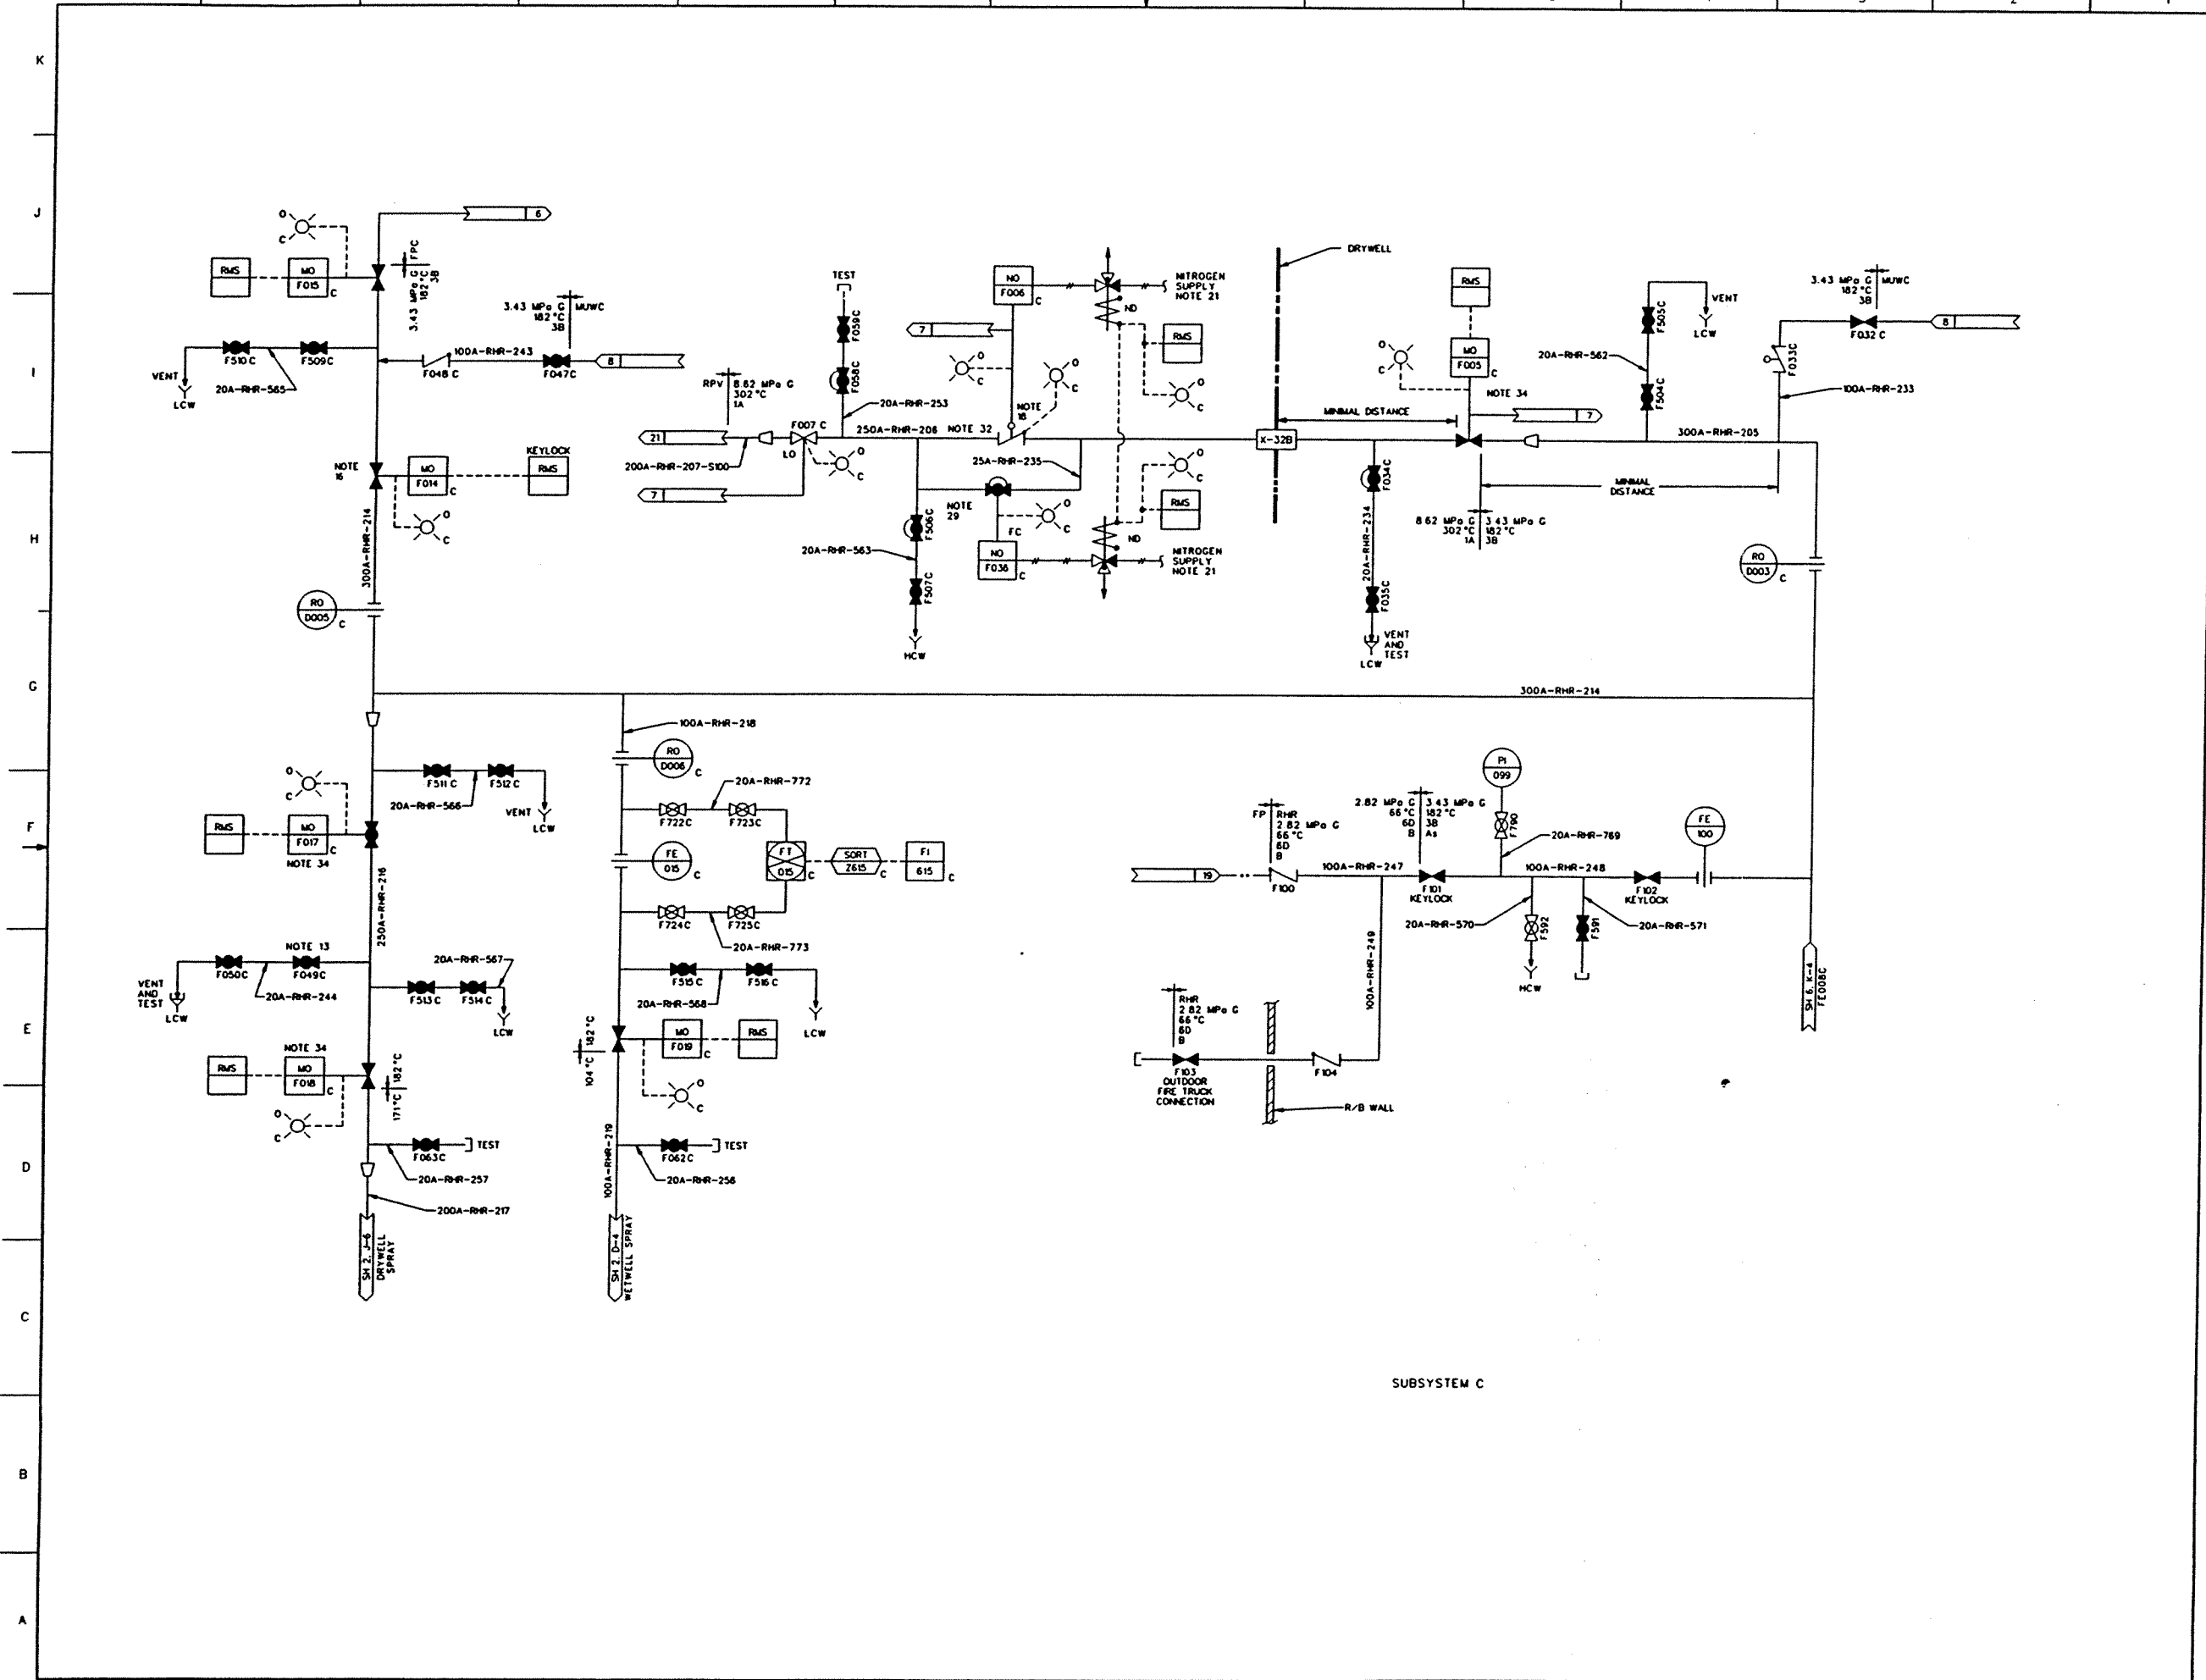 K
J
I
H
G
F
E
D
C
B
A
2
6
O
C
RMS
MO
F015
C
3.43 MPa G
182 °C
3B
FPC
3.43 MPa G
182 °C
3B
MUWC
F510 C
F509C
20A-RHR-565
VENT
LCW
100A-RHR-243
F048 C
F047C
8
NOTE
16
MO
F014
C
KEYLOCK
RMS
O
C
300A-RHR-214
RO
D005
C
TEST
F059C
F058C
20A-RHR-253
RPV
8.62 MPa G
302 °C
1A
21
F007 C
LO
O
C
200A-RHR-207-S100
7
250A-RHR-206
NOTE 32
7
NO
F006
C
O
C
NOTE
18
O
C
NITROGEN
SUPPLY
NOTE 21
ND
RMS
O
C
25A-RHR-235
NOTE
29
F506C
20A-RHR-563
F507C
HCW
FC
NO
F036
C
O
C
O
C
RMS
ND
NITROGEN
SUPPLY
NOTE 21
DRYWELL
X-32B
MINIMAL DISTANCE
RMS
MO
F005
C
O
C
NOTE 34
7
F034C
20A-RHR-234
F035C
VENT
AND
TEST
LCW
8.62 MPa G
302 °C
1A
3.43 MPa G
182 °C
3B
MINIMAL
DISTANCE
F505C
VENT
LCW
20A-RHR-562
F504C
300A-RHR-205
3.43 MPa G
182 °C
3B
MUWC
F032 C
8
F033C
100A-RHR-233
RO
D003
C
300A-RHR-214
F511 C
F512 C
20A-RHR-566
VENT
LCW
O
C
RMS
MO
F017
C
NOTE 34
250A-RHR-216
NOTE 13
F050C
F049C
20A-RHR-244
VENT
AND
TEST
LCW
20A-RHR-567
F513 C
F514 C
LCW
NOTE 34
RMS
MO
F018
C
O
C
171°C
182°C
F063C
TEST
20A-RHR-257
200A-RHR-217
SH 2, J-6
DRYWELL
SPRAY
100A-RHR-218
RO
D006
C
20A-RHR-772
F722C
F723C
FE
015
C
FT
015
C
SQRT
Z615
C
FI
615
C
F724C
F725C
20A-RHR-773
F515 C
F516 C
20A-RHR-568
LCW
104 °C
182 °C
MO
F019
C
RMS
O
C
100A-RHR-219
F062C
TEST
20A-RHR-256
SH 2, D-4
WETWELL SPRAY
PI
099
F790
20A-RHR-769
FE
100
FP
RHR
2.82 MPa G
66 °C
6D
B
2.82 MPa G
66 °C
6D
B
3.43 MPa G
182 °C
3B
As
19
F100
100A-RHR-247
F101
KEYLOCK
100A-RHR-248
F102
KEYLOCK
20A-RHR-570
F592
F591
20A-RHR-571
HCW
100A-RHR-249
RHR
2.82 MPa G
66 °C
6D
B
F103
OUTDOOR
FIRE TRUCK
CONNECTION
F104
R/B WALL
SH 6, K-4
FE008C
SUBSYSTEM C